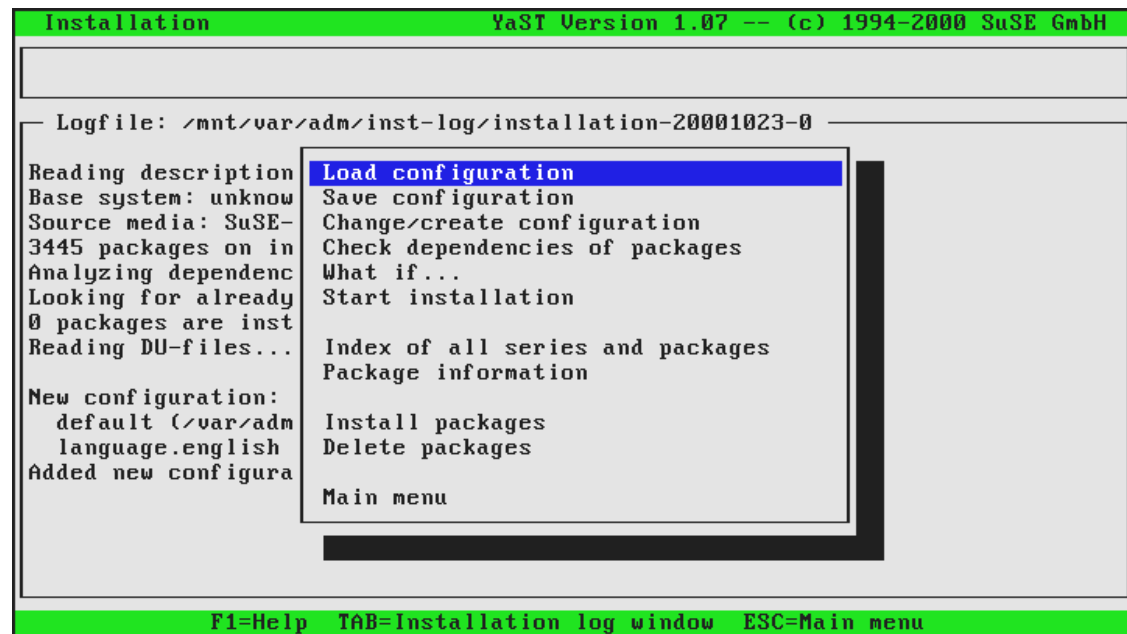 Installation YaST Version 1.07 -- (c) 1994-2000 SuSE GmbH
Logfile: /mnt/var/adm/inst-log/installation-20001023-0
Reading description
Base system: unknow
Source media: SuSE-
3445 packages on in
Analyzing dependenc
Looking for already
0 packages are inst
Reading DU-files...
New configuration:
default (/var/adm
language.english
Added new configura
Load configuration
Save configuration
Change/create configuration
Check dependencies of packages
What if...
Start installation
Index of all series and packages
Package information
Install packages
Delete packages
Main menu
F1=Help TAB=Installation log window ESC=Main menu